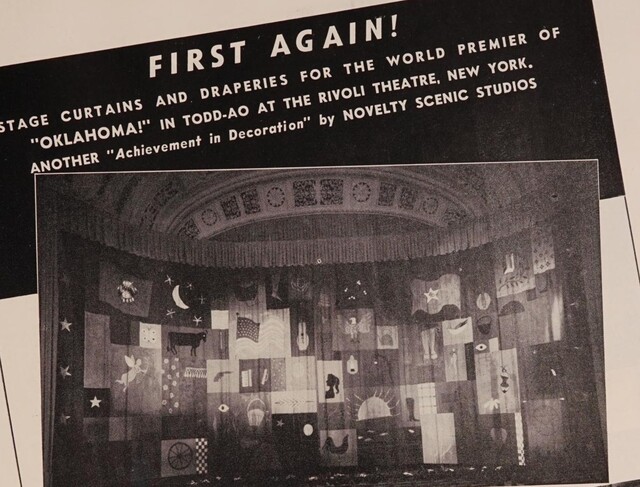 FIRST AGAIN!
STAGE CURTAINS AND DRAPERIES FOR THE WORLD PREMIER OF
"OKLAHOMA!" IN TODD-AO AT THE RIVOLI THEATRE, NEW YORK.
ANOTHER "Achievement in Decoration" by NOVELTY SCENIC STUDIOS